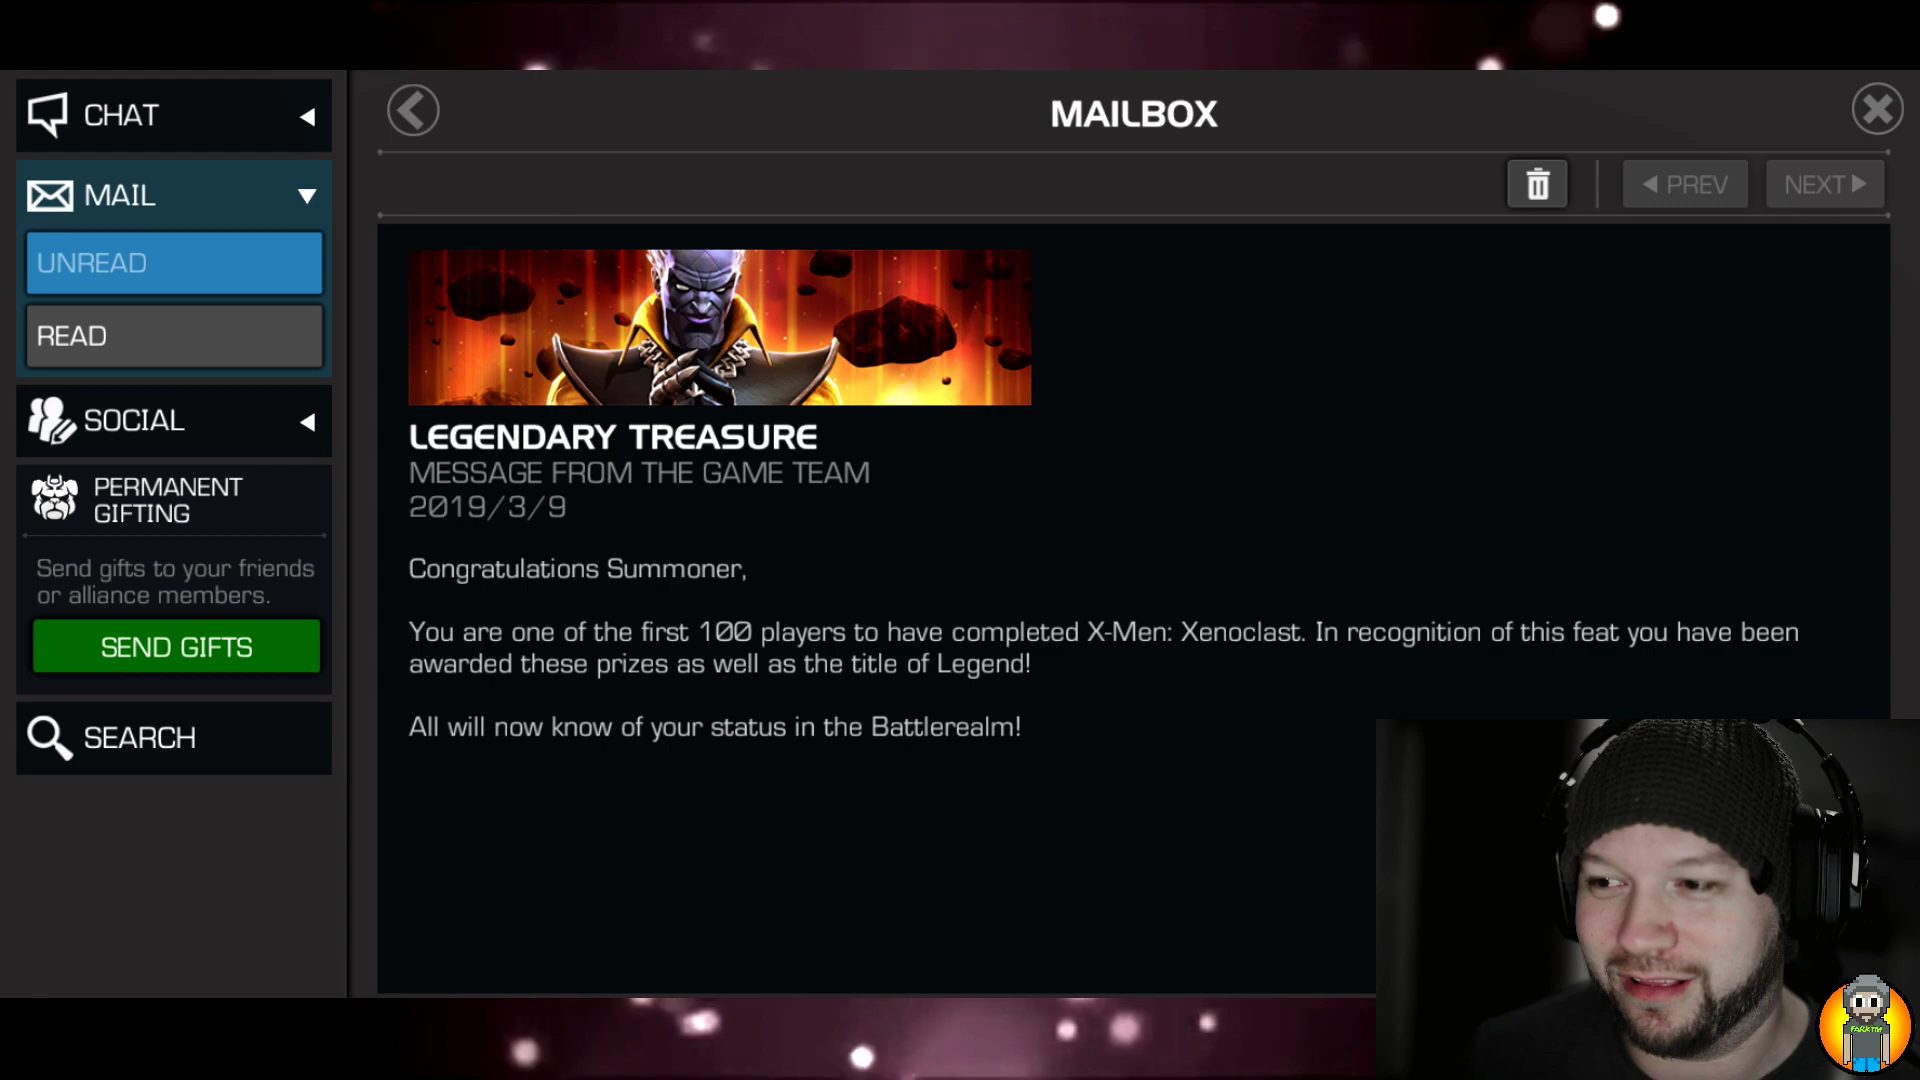 CHAT
MAIL
UNREAD
READ
SOCIAL
PERMANENT
GIFTING
Send gifts to your friends
or alliance members.
SEND GIFTS
SEARCH
MAILBOX
PREV
NEXT
LEGENDARY TREASURE
MESSAGE FROM THE GAME TEAM
2019/3/9
Congratulations Summoner,
You are one of the first 100 players to have completed X-Men: Xenoclast. In recognition of this feat you have been
awarded these prizes as well as the title of Legend!
All will now know of your status in the Battlerealm!